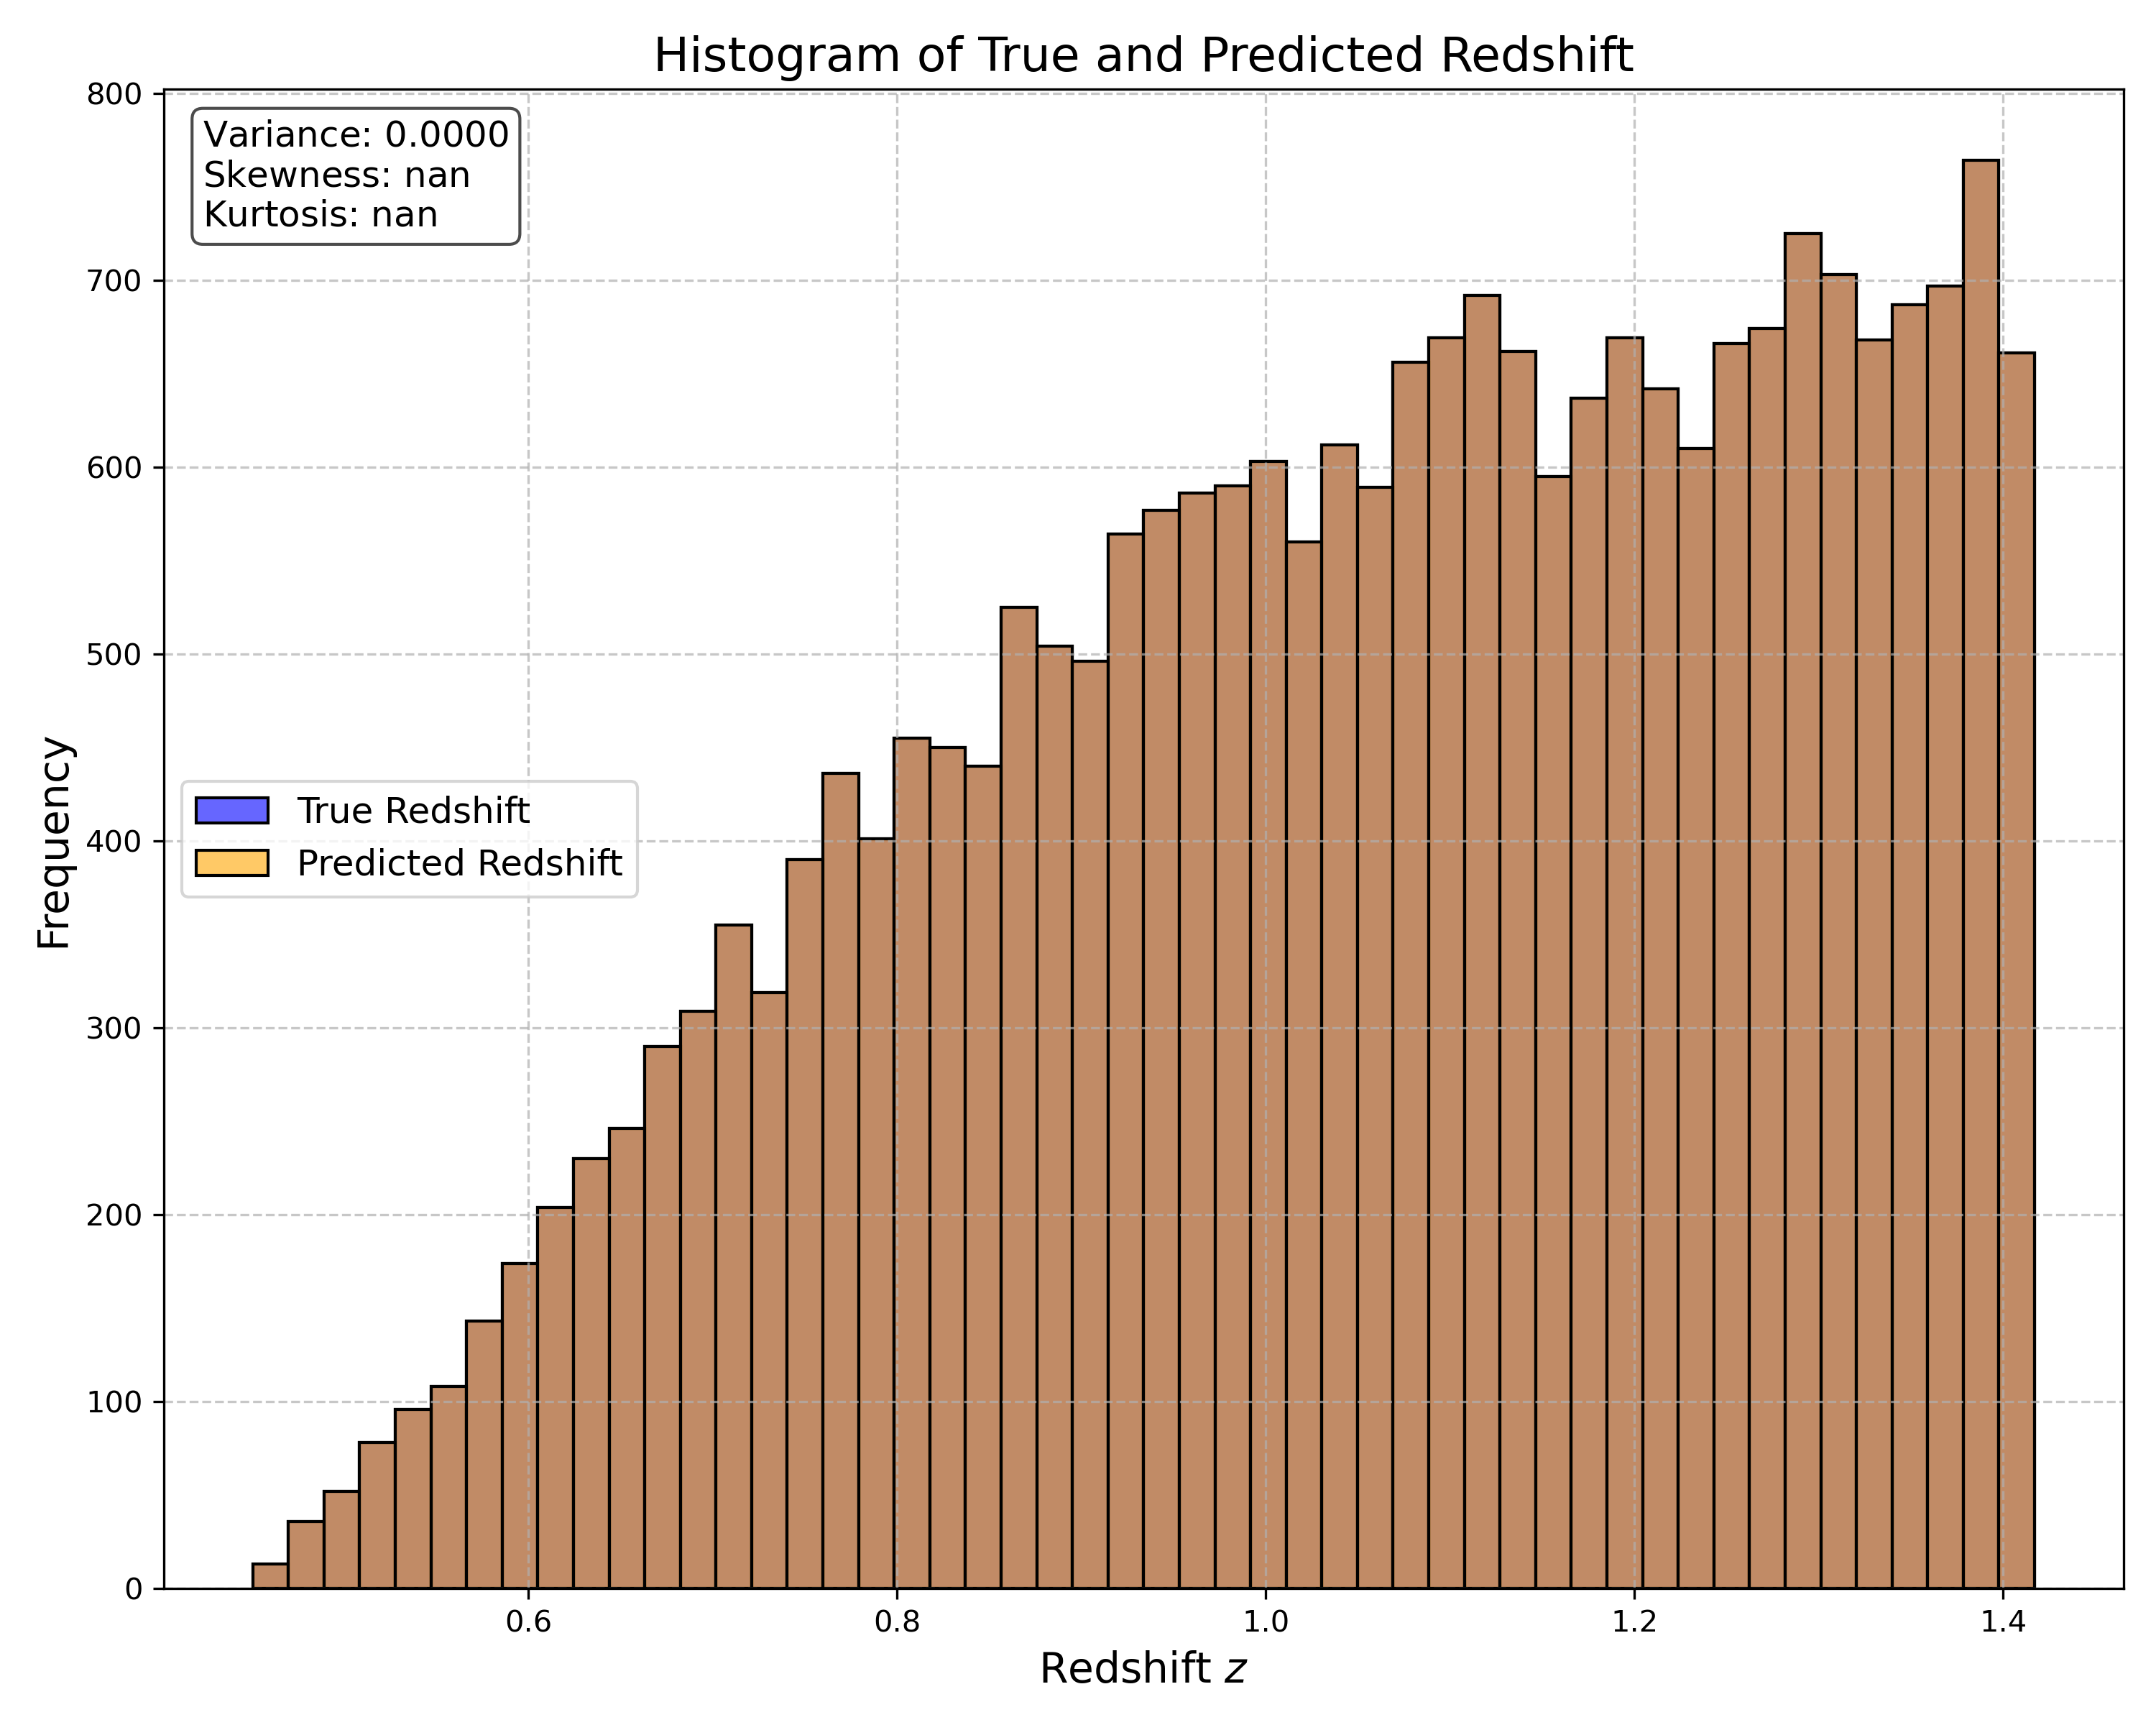 Histogram of True and Predicted Redshift
Variance: 0.0000
Skewness: nan
Kurtosis: nan
800
700
600
500
400
300
200
100
0
Frequency
True Redshift
Predicted Redshift
0.6
0.8
1.0
1.2
1.4
Redshift z